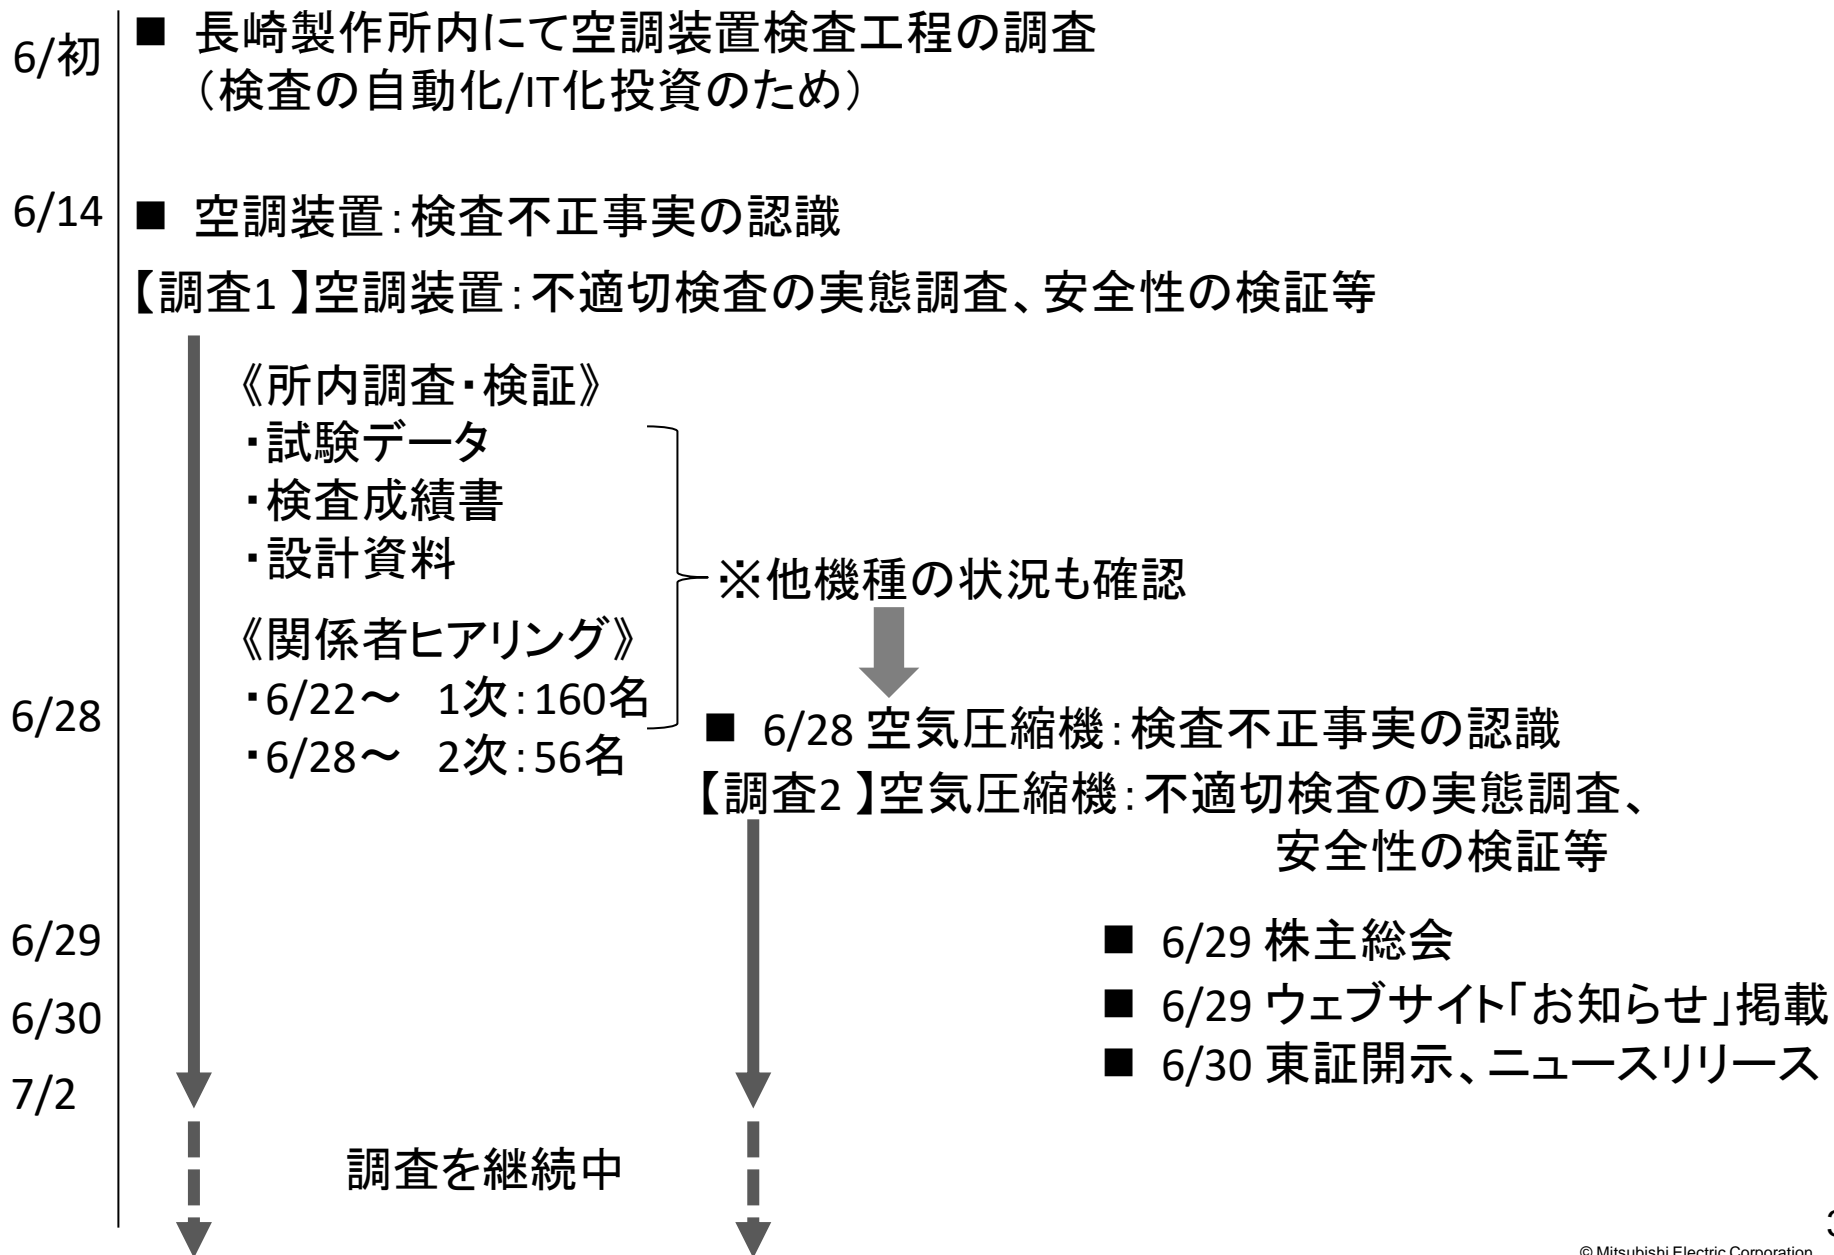 6/初
■ 長崎製作所内にて空調装置検査工程の調査
（検査の自動化/IT化投資のため）
6/14
■ 空調装置：検査不正事実の認識
【調査1】空調装置：不適切検査の実態調査、安全性の検証等
《所内調査・検証》
・試験データ
・検査成績書
・設計資料
※他機種の状況も確認
《関係者ヒアリング》
・6/22～ 1次：160名
・6/28～ 2次：56名
6/28
■ 6/28 空気圧縮機：検査不正事実の認識
【調査2】空気圧縮機：不適切検査の実態調査、
安全性の検証等
6/29
■ 6/29 株主総会
■ 6/29 ウェブサイト「お知らせ」掲載
6/30
■ 6/30 東証開示、ニュースリリース
7/2
調査を継続中
© Mitsubishi Electric Corporation